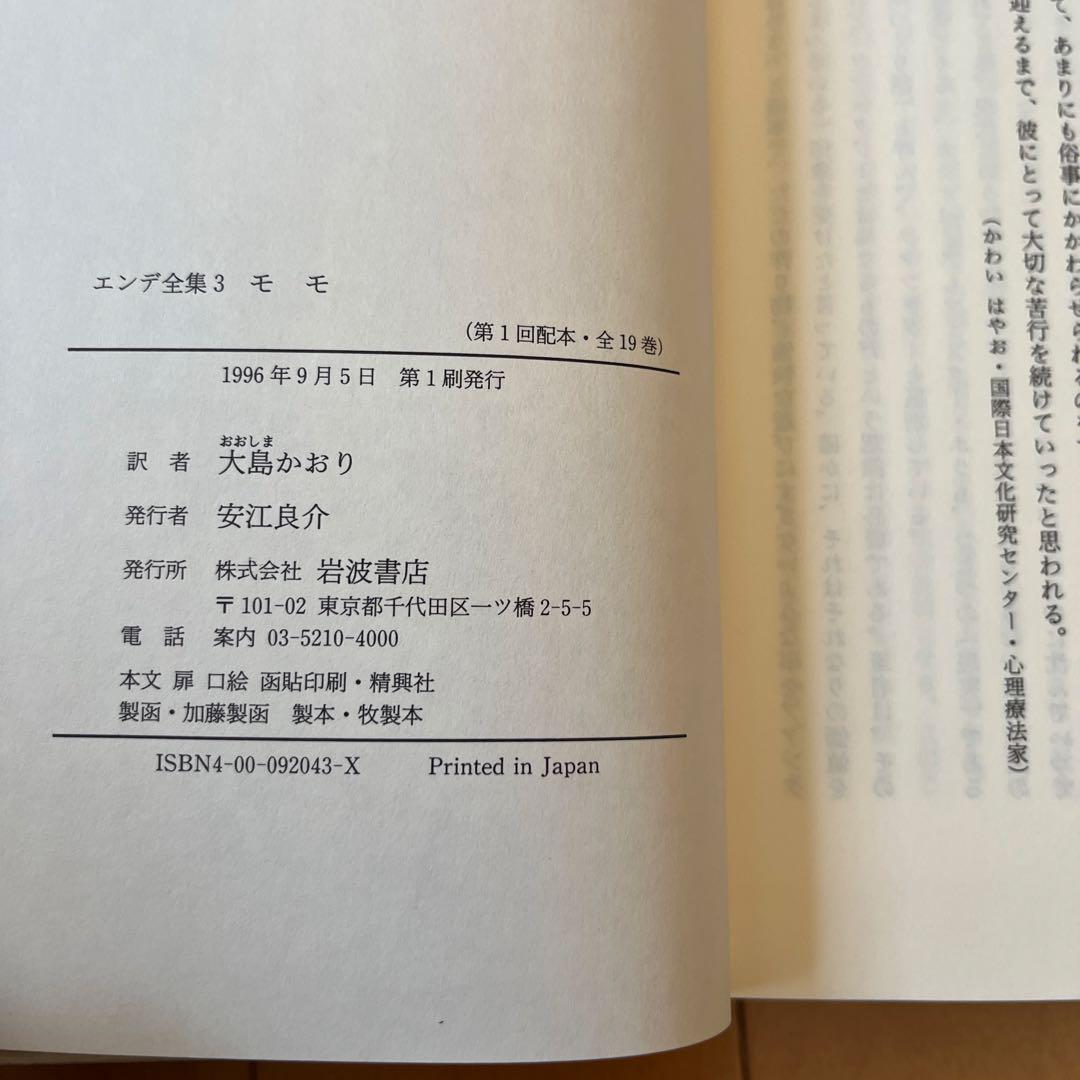 て、あまりにも俗事にかかわらせられるのを、
迎えるまで、彼にとって大切な苦行を続けていったと思われる。
(かわい はやお・国際日本文化研究センター・心理療法家)
エンデ全集3 モ モ
(第1回配本・全19巻)
1996年9月5日 第1刷発行
おおしま
訳 者 大島かおり
発行者 安江良介
発行所 株式会社 岩波書店
〒101-02 東京都千代田区一ツ橋2-5-5
電 話 案内 03-5210-4000
本文 扉 口絵 函貼印刷・精興社
製函・加藤製函 製本・牧製本
ISBN4-00-092043-X Printed in Japan